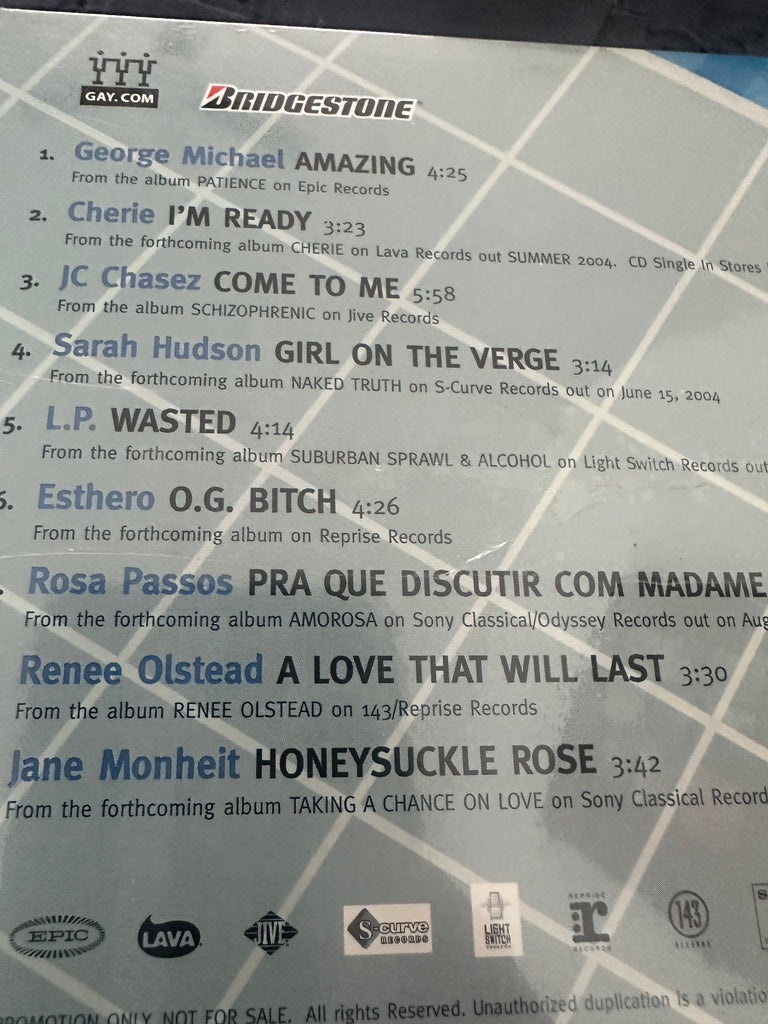 GAY.COM
BRIDGESTONE
1. George Michael AMAZING 4:25
From the album PATIENCE on Epic Records
2. Cherie I'M READY 3:23
From the forthcoming album CHERIE on Lava Records out SUMMER 2004. CD Single In Stores
3. JC Chasez COME TO ME 5:58
From the album SCHIZOPHRENIC on Jive Records
4. Sarah Hudson GIRL ON THE VERGE 3:14
From the forthcoming album NAKED TRUTH on S-Curve Records out on June 15, 2004
5. L.P. WASTED 4:14
From the forthcoming album SUBURBAN SPRAWL & ALCOHOL on Light Switch Records out
6. Esthero O.G. BITCH 4:26
From the forthcoming album on Reprise Records
Rosa Passos PRA QUE DISCUTIR COM MADAME
From the forthcoming album AMOROSA on Sony Classical/Odyssey Records out on Aug
Renee Olstead A LOVE THAT WILL LAST 3:30
From the album RENEE OLSTEAD on 143/Reprise Records
Jane Monheit HONEYSUCKLE ROSE 3:42
From the forthcoming album TAKING A CHANCE ON LOVE on Sony Classical Record
EPIC
LAVA
JIVE
S-curve
RECORDS
LIGHT
SWITCH
records
REPRISE
r
RECORDS
143
RECORDS
S
PROMOTION ONLY NOT FOR SALE. All rights Reserved. Unauthorized duplication is a violatio